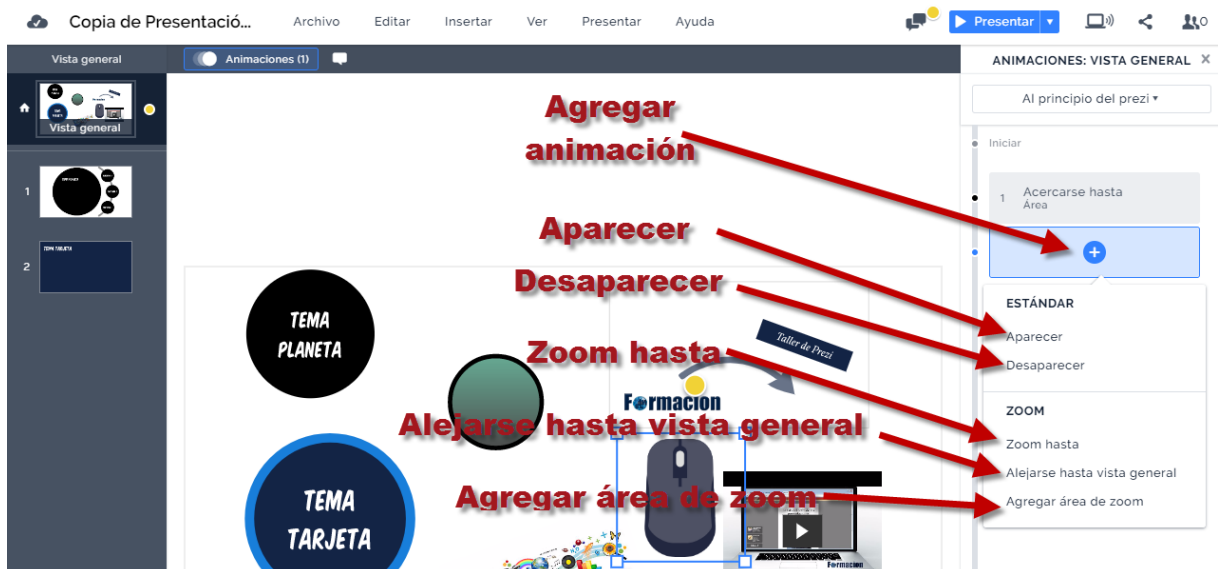 Copia de Presentació...
Archivo
Editar
Insertar
Ver
Presentar
Ayuda
Presentar
Vista general
Animaciones (1)
ANIMACIONES: VISTA GENERAL X
Vista general
1
2
TEMA TARJETA
Al principio del prezi
Iniciar
1 Acercarse hasta
Área
+
ESTÁNDAR
Aparecer
Desaparecer
ZOOM
Zoom hasta
Alejarse hasta vista general
Agregar área de zoom
Agregar
animación
Aparecer
Desaparecer
Zoom hasta
Alejarse hasta vista general
Agregar área de zoom
TEMA
PLANETA
Taller de Prezi
Formacion
TEMA
TARJETA
Formacion